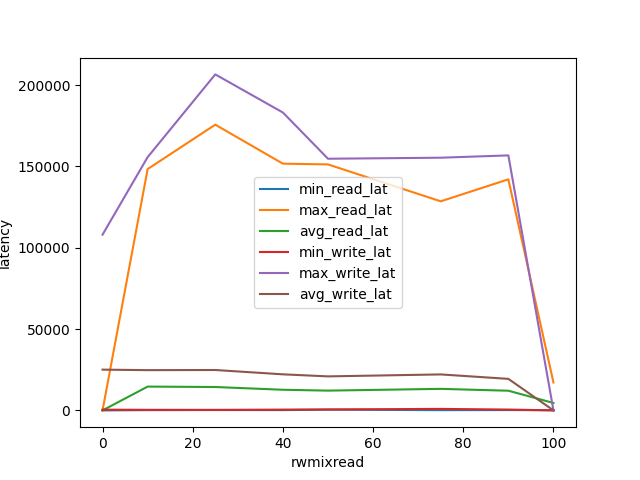 200000
150000
100000
50000
0
latency
min_read_lat
max_read_lat
avg_read_lat
min_write_lat
max_write_lat
avg_write_lat
0 20 40 60 80 100
rwmixread